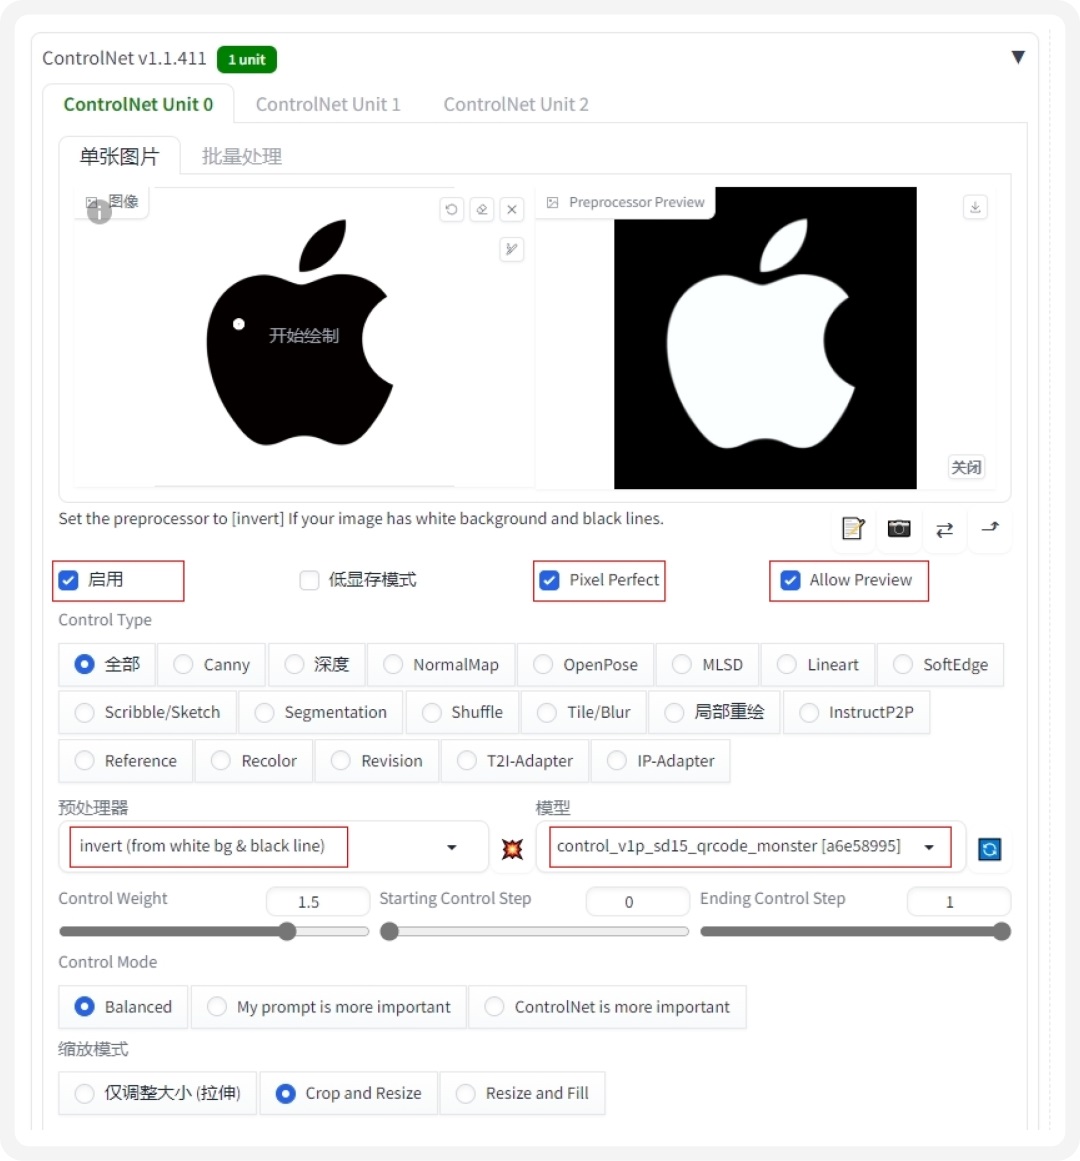 ControlNet v1.1.411 1 unit ▼
ControlNet Unit 0 ControlNet Unit 1 ControlNet Unit 2
单张图片 批量处理
图像 Preprocessor Preview
开始绘制
关闭
Set the preprocessor to [invert] If your image has white background and black lines.
启用 低显存模式 Pixel Perfect Allow Preview
Control Type
全部 Canny 深度 NormalMap OpenPose MLSD Lineart SoftEdge
Scribble/Sketch Segmentation Shuffle Tile/Blur 局部重绘 InstructP2P
Reference Recolor Revision T2I-Adapter IP-Adapter
预处理器 模型
invert (from white bg & black line) control_v1p_sd15_qrcode_monster [a6e58995]
Control Weight 1.5 Starting Control Step 0 Ending Control Step 1
Control Mode
Balanced My prompt is more important ControlNet is more important
缩放模式
仅调整大小 (拉伸) Crop and Resize Resize and Fill